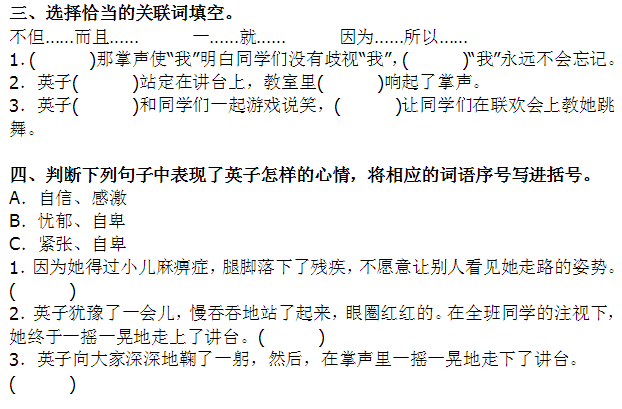 三、选择恰当的关联词填空。
不但……而且…… 一……就…… 因为……所以……
1.( )那掌声使“我”明白同学们没有歧视“我”，( )“我”永远不会忘记。
2．英子( )站定在讲台上，教室里( )响起了掌声。
3．英子( )和同学们一起游戏说笑，( )让同学们在联欢会上教她跳
舞。
四、判断下列句子中表现了英子怎样的心情，将相应的词语序号写进括号。
A．自信、感激
B．忧郁、自卑
C．紧张、自卑
1．因为她得过小儿麻痹症，腿脚落下了残疾，不愿意让别人看见她走路的姿势。
( )
2．英子犹豫了一会儿，慢吞吞地站了起来，眼圈红红的。在全班同学的注视下，
她终于一摇一晃地走上了讲台。( )
3．英子向大家深深地鞠了一躬，然后，在掌声里一摇一晃地走下了讲台。
( )